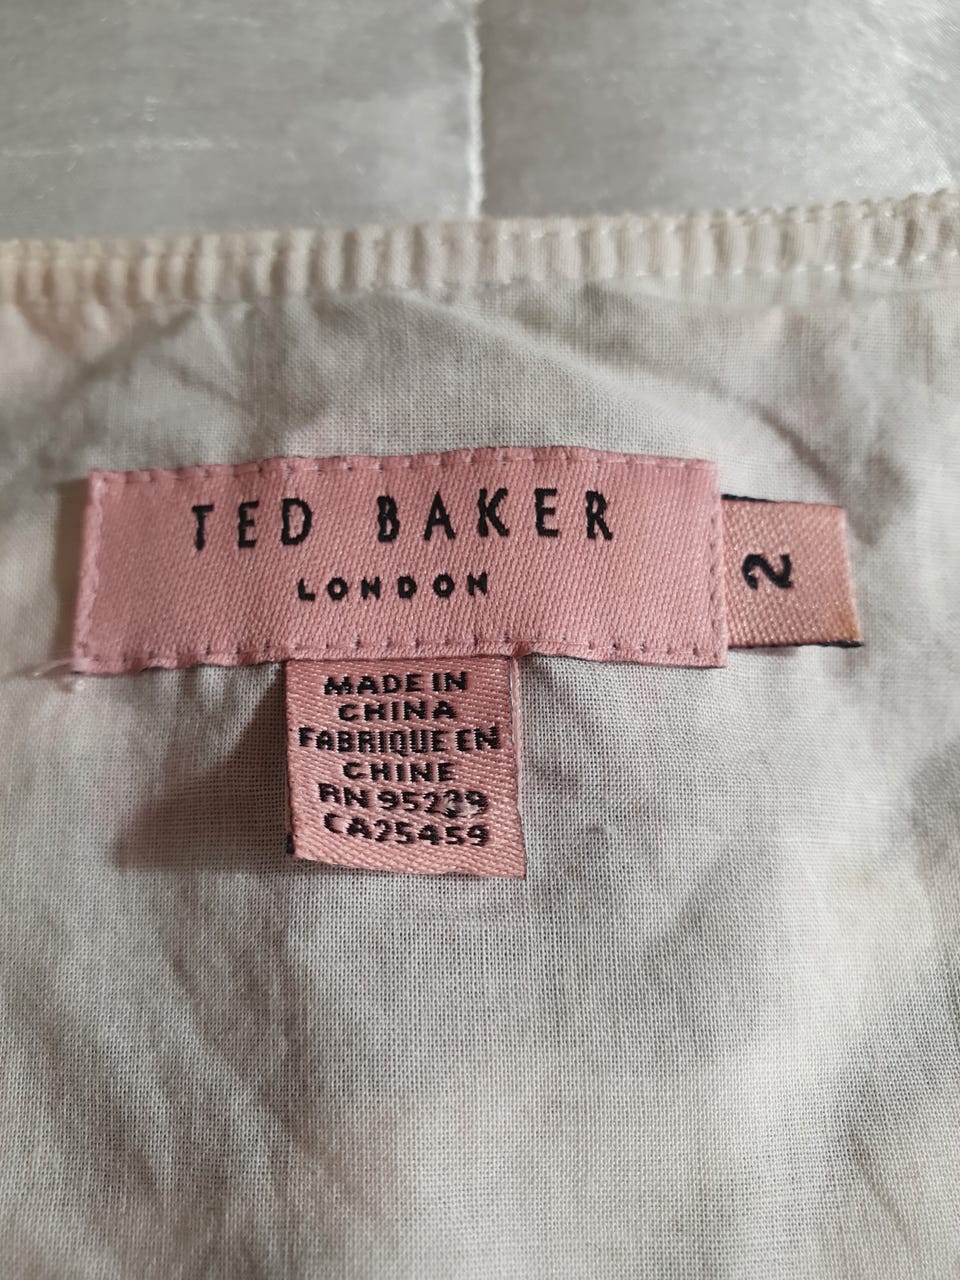 TED BAKER
LONDON
2
MADE IN
CHINA
FABRIQUE EN
CHINE
RN 95239
CA25459